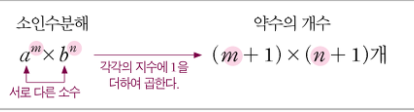 소인수분해
약수의 개수
a^m×b^n
(m+1)×(n+1)개
각각의 지수에 1을
더하여 곱한다.
서로 다른 소수